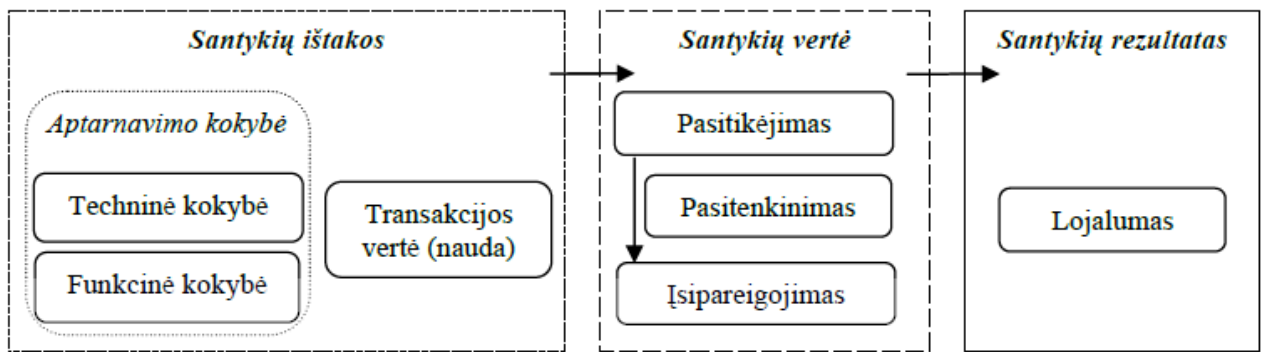 Santykių ištakos
Aptarnavimo kokybė
Techninė kokybė
Funkcinė kokybė
Transakcijos
vertė (nauda)
Santykių vertė
Pasitikėjimas
Pasitenkinimas
Įsipareigojimas
Santykių rezultatas
Lojalumas